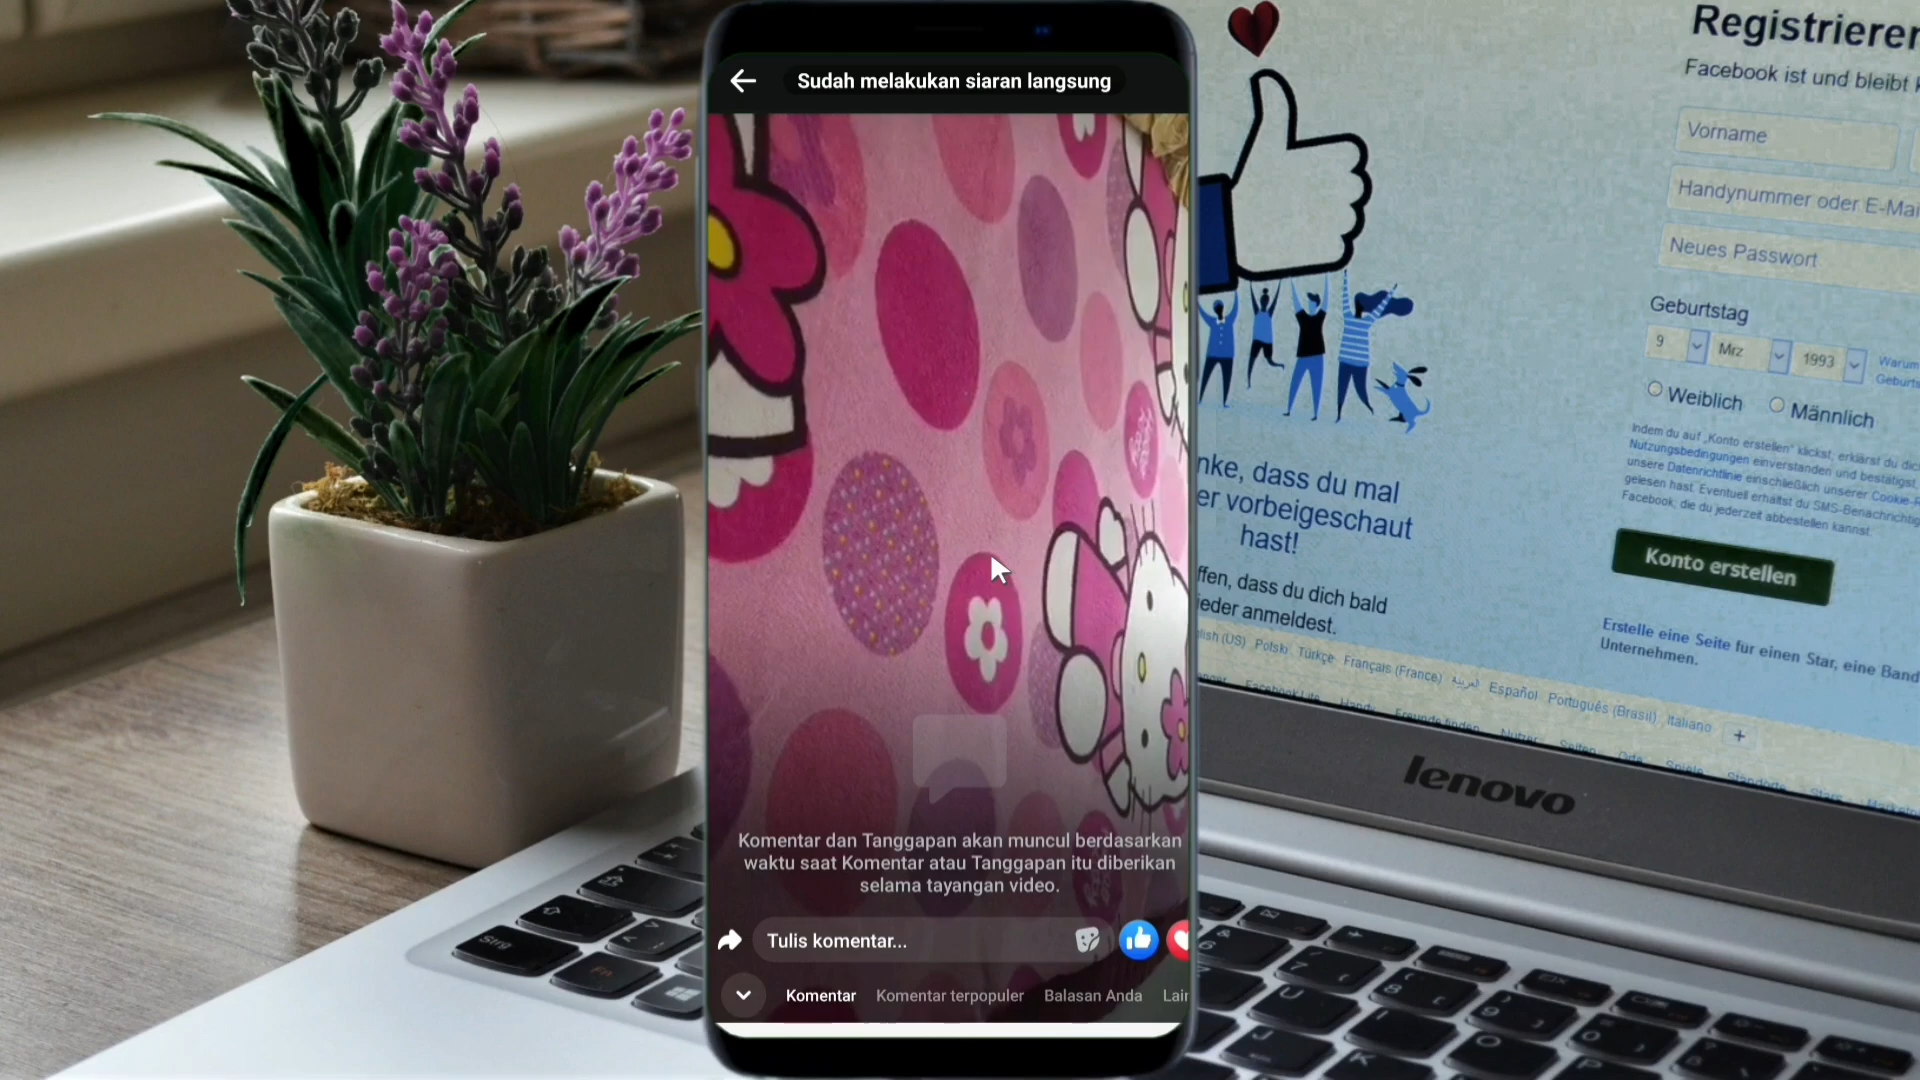 Sudah melakukan siaran langsung
Komentar dan Tanggapan akan muncul berdasarkan
waktu saat Komentar atau Tanggapan itu diberikan
selama tayangan video.
Tulis komentar...
Komentar
Komentar terpopuler
Balasan Anda
Registrieren
Facebook ist und bleibt
Vorname
Handynummer oder E-Mai
Neues Passwort
Geburtstag
9
Mrz
1993
Warum
Geburts
Weiblich
Männlich
Indem du auf „Konto erstellen" klickst, erklärst du dich
Nutzungsbedingungen einverstanden und bestätigst,
unsere Datenrichtlinie einschließlich unserer Cookie-R
gelesen hast. Eventuell erhältst du SMS-Benachrichtig
Facebook, die du jederzeit abbestellen kannst.
Konto erstellen
Erstelle eine Seite für einen Star, eine Band
Unternehmen.
nke, dass du mal
er vorbeigeschaut
hast!
ffen, dass du dich bald
ieder anmeldest.
lish (US) Polski Türkçe Français (France) العربية Español Português (Brasil) Italiano +
lenovo
Strg
Fn